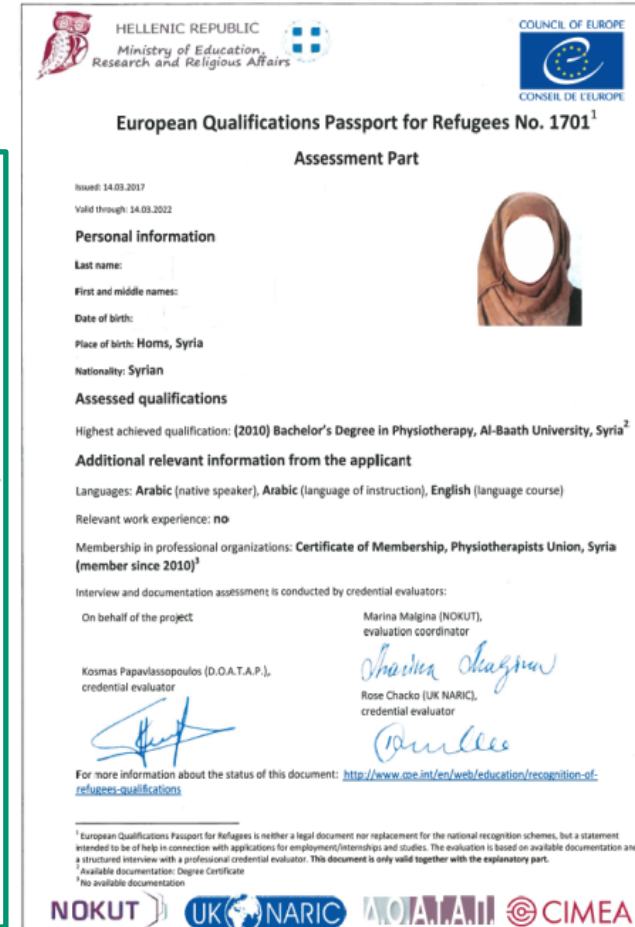 HELLENIC REPUBLIC
Ministry of Education,
Research and Religious Affairs
COUNCIL OF EUROPE
CONSEIL DE L'EUROPE
European Qualifications Passport for Refugees No. 1701¹
Assessment Part
Issued: 14.03.2017
Valid through: 14.03.2022
Personal information
Last name:
First and middle names:
Date of birth:
Place of birth: Homs, Syria
Nationality: Syrian
Assessed qualifications
Highest achieved qualification: (2010) Bachelor's Degree in Physiotherapy, Al-Baath University, Syria²
Additional relevant information from the applicant
Languages: Arabic (native speaker), Arabic (language of instruction), English (language course)
Relevant work experience: no
Membership in professional organizations: Certificate of Membership, Physiotherapists Union, Syria
(member since 2010)³
Interview and documentation assessment is conducted by credential evaluators:
On behalf of the project
Marina Malgina (NOKUT),
evaluation coordinator
Kosmas Papavlassopoulos (D.O.A.T.A.P.),
credential evaluator
Rose Chacko (UK NARIC),
credential evaluator
For more information about the status of this document: http://www.coe.int/en/web/education/recognition-of-
refugees-qualifications
¹ European Qualifications Passport for Refugees is neither a legal document nor replacement for the national recognition schemes, but a statement
intended to be of help in connection with applications for employment/internships and studies. The evaluation is based on available documentation and
a structured interview with a professional credential evaluator. This document is only valid together with the explanatory part.
² Available documentation: Degree Certificate
³ No available documentation
NOKUT UK NARIC Δ.Ο.Α.Τ.Α.Π. CIMEA